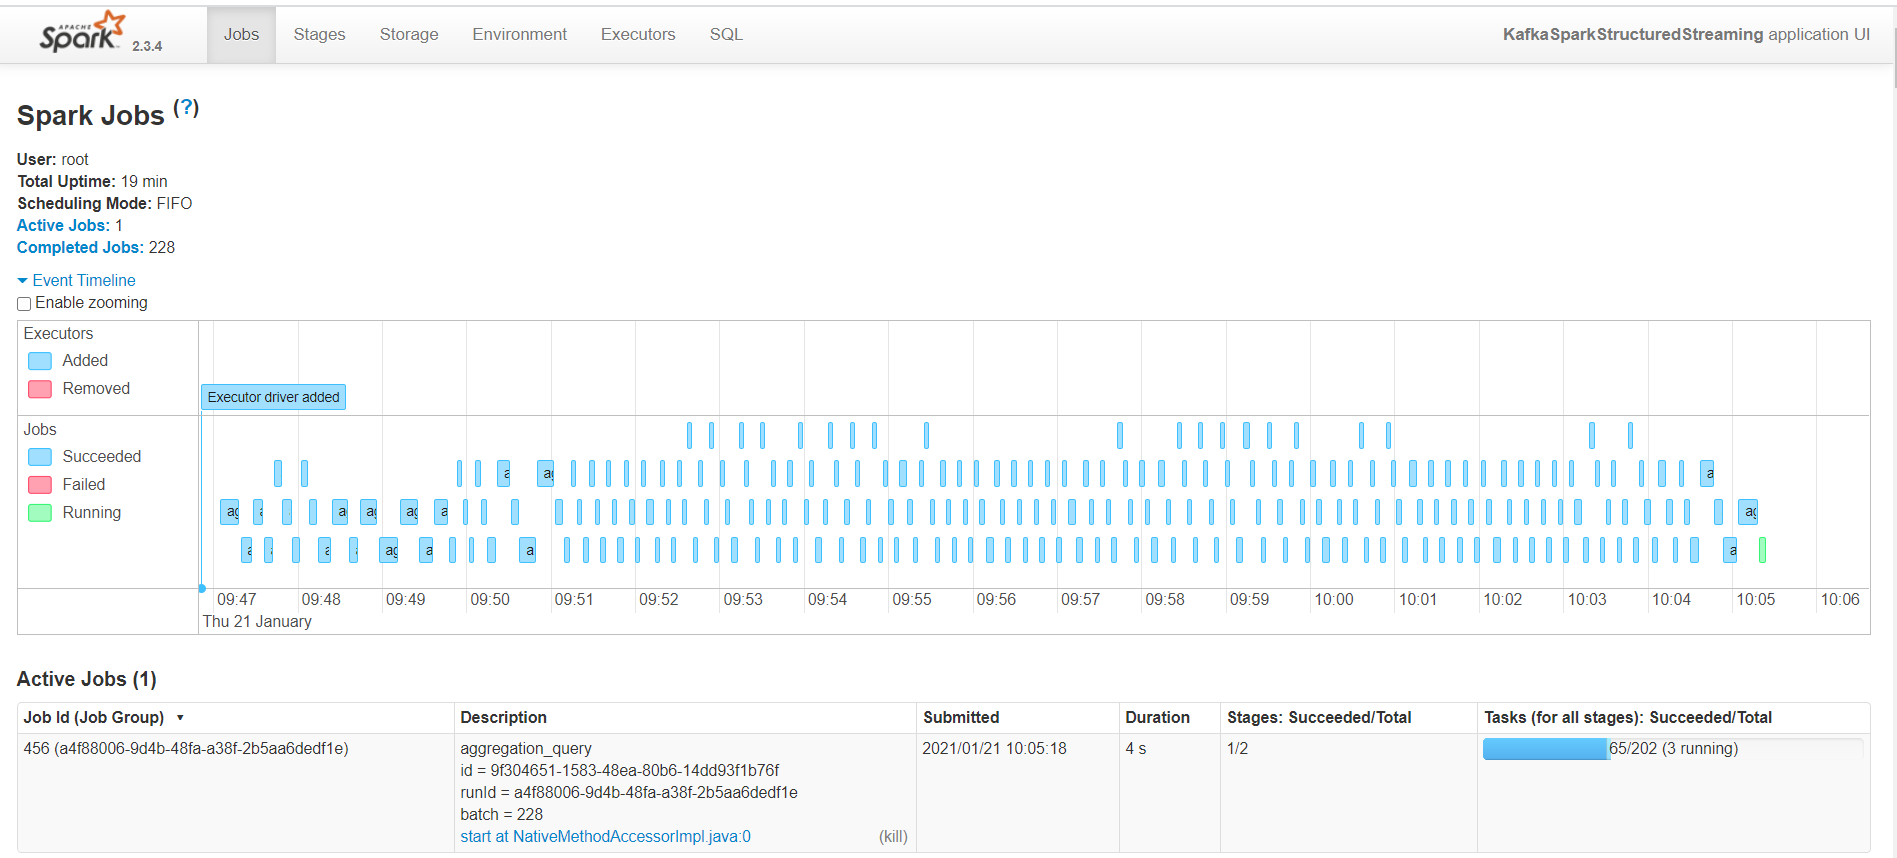 APACHE
Spark 2.3.4 Jobs Stages Storage Environment Executors SQL KafkaSparkStructuredStreaming application UI
Spark Jobs (?)
User: root
Total Uptime: 19 min
Scheduling Mode: FIFO
Active Jobs: 1
Completed Jobs: 228
Event Timeline
Enable zooming
Executors
Added
Removed
Executor driver added
Jobs
Succeeded
Failed
Running
09:47 09:48 09:49 09:50 09:51 09:52 09:53 09:54 09:55 09:56 09:57 09:58 09:59 10:00 10:01 10:02 10:03 10:04 10:05 10:06
Thu 21 January
Active Jobs (1)
Job Id (Job Group) ▾ Description Submitted Duration Stages: Succeeded/Total Tasks (for all stages): Succeeded/Total
456 (a4f88006-9d4b-48fa-a38f-2b5aa6dedf1e) aggregation_query 2021/01/21 10:05:18 4 s 1/2 65/202 (3 running)
id = 9f304651-1583-48ea-80b6-14dd93f1b76f
runId = a4f88006-9d4b-48fa-a38f-2b5aa6dedf1e
batch = 228
start at NativeMethodAccessorImpl.java:0 (kill)